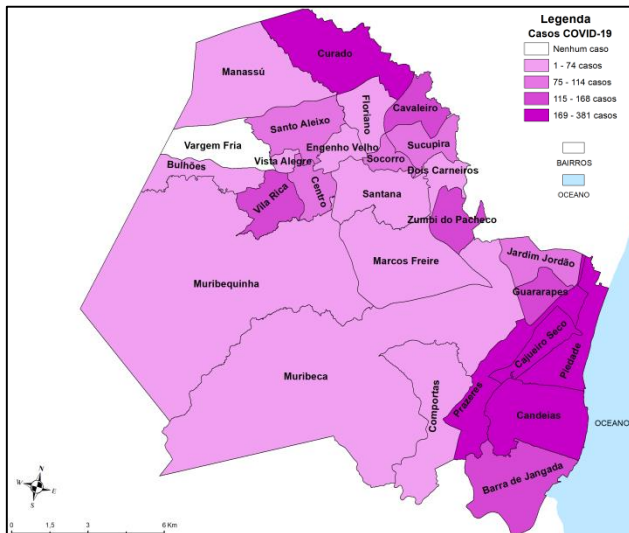 Legenda
Casos COVID-19
Nenhum caso
1 - 74 casos
75 - 114 casos
115 - 168 casos
169 - 381 casos
BAIRROS
OCEANO
Curado
Manassú
Floriano
Cavaleiro
Santo Aleixo
Vargem Fria
Engenho Velho
Sucupira
Vista Alegre
Socorro
Bulhões
Dois Carneiros
Vila Rica
Centro
Santana
Zumbi do Pacheco
Marcos Freire
Jardim Jordão
Muribequinha
Guararapes
Cajueiro Seco
Piedade
Muribeca
Comportas
Prazeres
Candeias
OCEANO
Barra de Jangada
N
W
E
S
0 1,5 3 6 Km